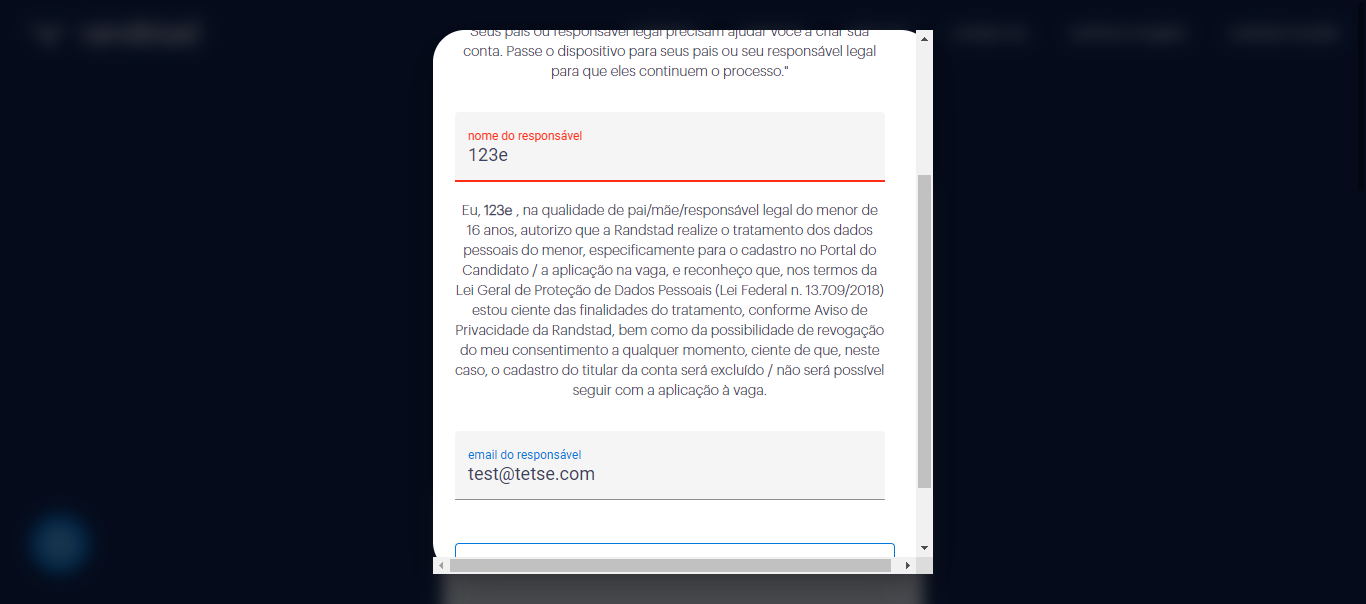 Seus pais ou responsável legal precisam ajudar você a criar sua
conta. Passe o dispositivo para seus pais ou seu responsável legal
para que eles continuem o processo."
nome do responsável
123e
Eu, 123e , na qualidade de pai/mãe/responsável legal do menor de
16 anos, autorizo que a Randstad realize o tratamento dos dados
pessoais do menor, especificamente para o cadastro no Portal do
Candidato / a aplicação na vaga, e reconheço que, nos termos da
Lei Geral de Proteção de Dados Pessoais (Lei Federal n. 13.709/2018)
estou ciente das finalidades do tratamento, conforme Aviso de
Privacidade da Randstad, bem como da possibilidade de revogação
do meu consentimento a qualquer momento, ciente de que, neste
caso, o cadastro do titular da conta será excluído / não será possível
seguir com a aplicação à vaga.
email do responsável
test@tetse.com